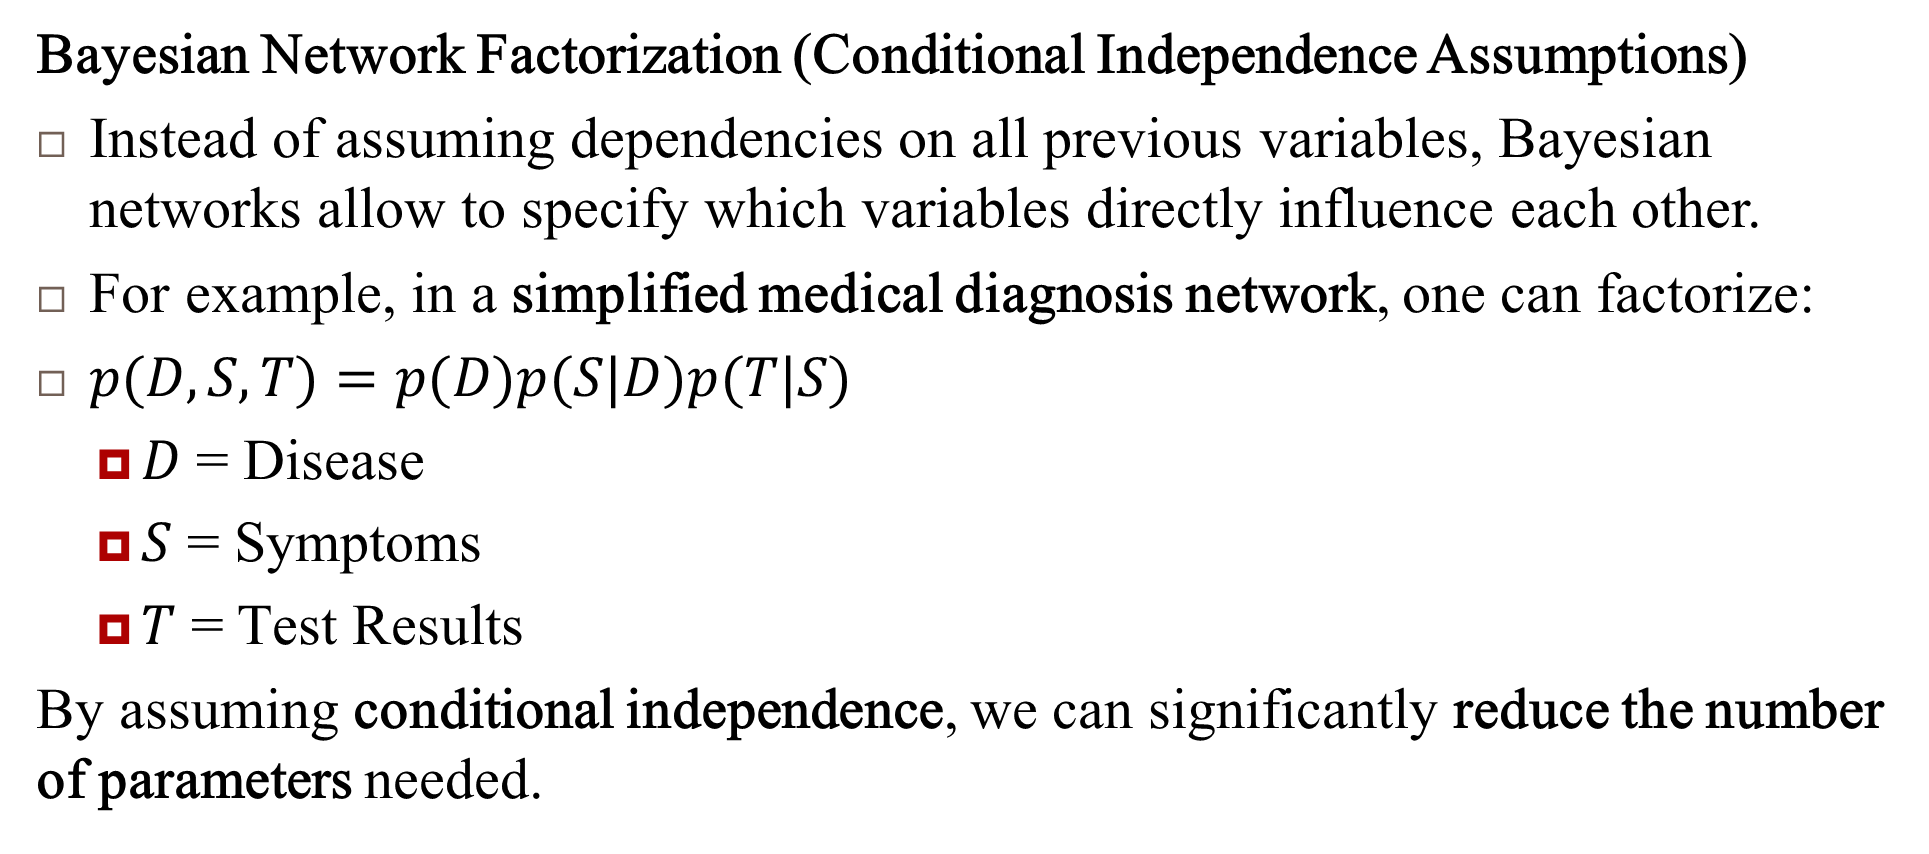 Bayesian Network Factorization (Conditional Independence Assumptions)
Instead of assuming dependencies on all previous variables, Bayesian
networks allow to specify which variables directly influence each other.
For example, in a simplified medical diagnosis network, one can factorize:
p(D, S, T) = p(D)p(S|D)p(T|S)
D = Disease
S = Symptoms
T = Test Results
By assuming conditional independence, we can significantly reduce the number
of parameters needed.